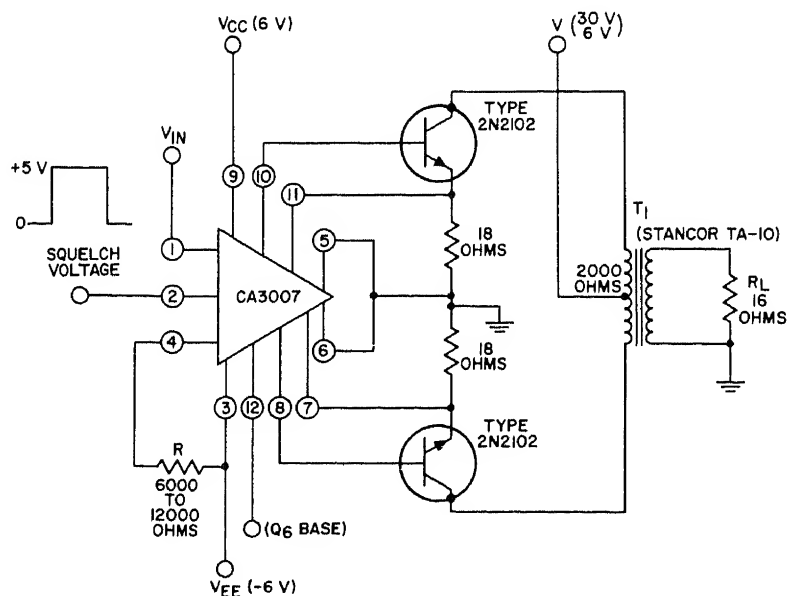 VCC (6 V)
V (30 V
6 V)
TYPE
2N2102
VIN
+5 V
0
9
10
11
1
SQUELCH
VOLTAGE
2
CA3007
5
18
OHMS
T1
(STANCOR TA-10)
2000
OHMS
RL
16
OHMS
4
6
18
OHMS
3
12
8
7
TYPE
2N2102
R
6000
TO
12000
OHMS
(Q6 BASE)
VEE (-6 V)